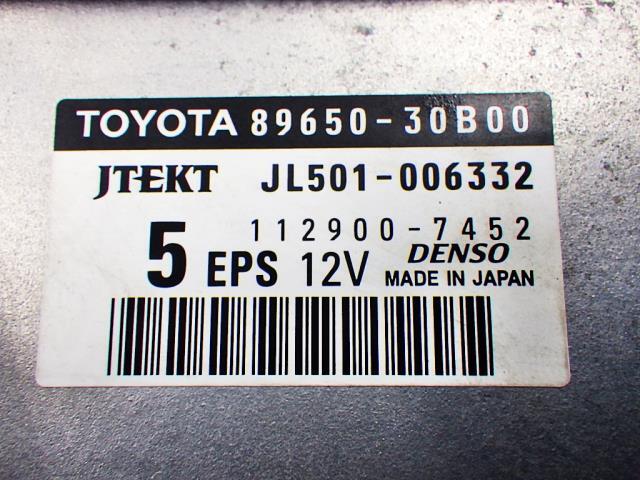 TOYOTA 89650-30B00
JTEKT JL501-006332
112900-7452
5 EPS 12V DENSO
MADE IN JAPAN